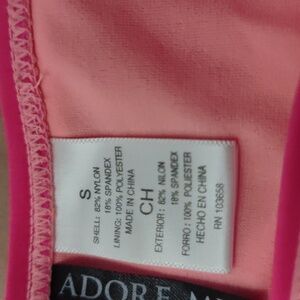 S
SHELL: 82% NYLON
18% SPANDEX
LINING: 100% POLYESTER
MADE IN CHINA
CH
EXTERIOR: 82% NILON
18% SPANDEX
FORRO: 100% POLIESTER
HECHO EN CHINA
RN 103658
ADORE